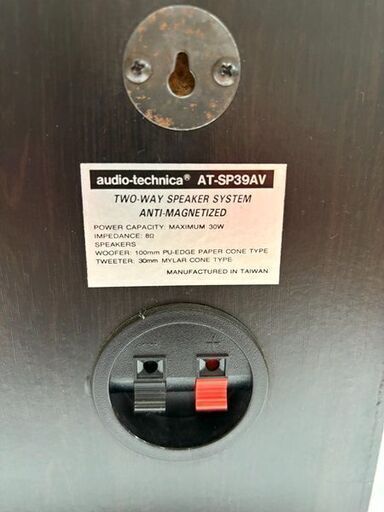 audio-technica® AT-SP39AV
TWO-WAY SPEAKER SYSTEM
ANTI-MAGNETIZED
POWER CAPACITY: MAXIMUM 30W
IMPEDANCE: 8Ω
SPEAKERS
WOOFER: 100mm PU-EDGE PAPER CONE TYPE
TWEETER: 30mm MYLAR CONE TYPE
MANUFACTURED IN TAIWAN
− +